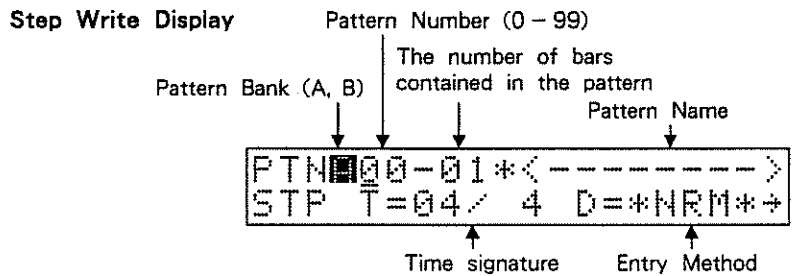 Step Write Display
Pattern Number (0 – 99)
The number of bars
contained in the pattern
Pattern Bank (A, B)
Pattern Name
PTN 00-01*<-------->
STP T=04/ 4 D=*NRM*→
Time signature
Entry Method